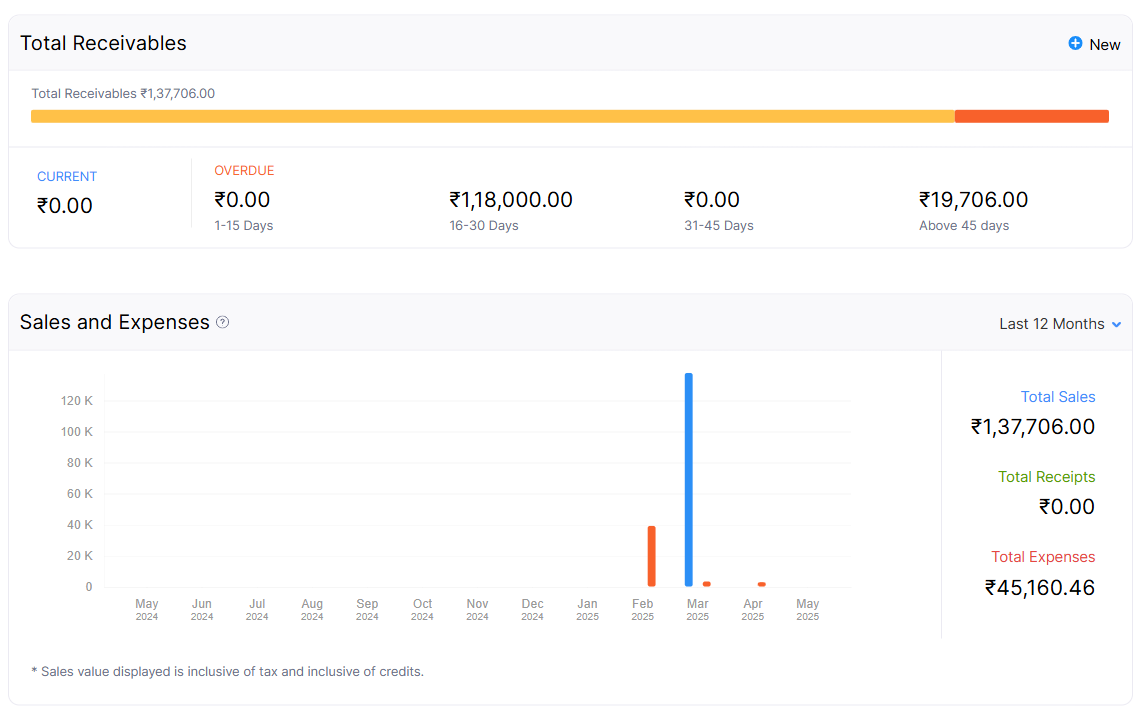 Total Receivables
New
Total Receivables ₹1,37,706.00
CURRENT
₹0.00
OVERDUE
₹0.00
1-15 Days
₹1,18,000.00
16-30 Days
₹0.00
31-45 Days
₹19,706.00
Above 45 days
Sales and Expenses ?
Last 12 Months
120 K
100 K
80 K
60 K
40 K
20 K
0
May 2024
Jun 2024
Jul 2024
Aug 2024
Sep 2024
Oct 2024
Nov 2024
Dec 2024
Jan 2025
Feb 2025
Mar 2025
Apr 2025
May 2025
Total Sales
₹1,37,706.00
Total Receipts
₹0.00
Total Expenses
₹45,160.46
* Sales value displayed is inclusive of tax and inclusive of credits.